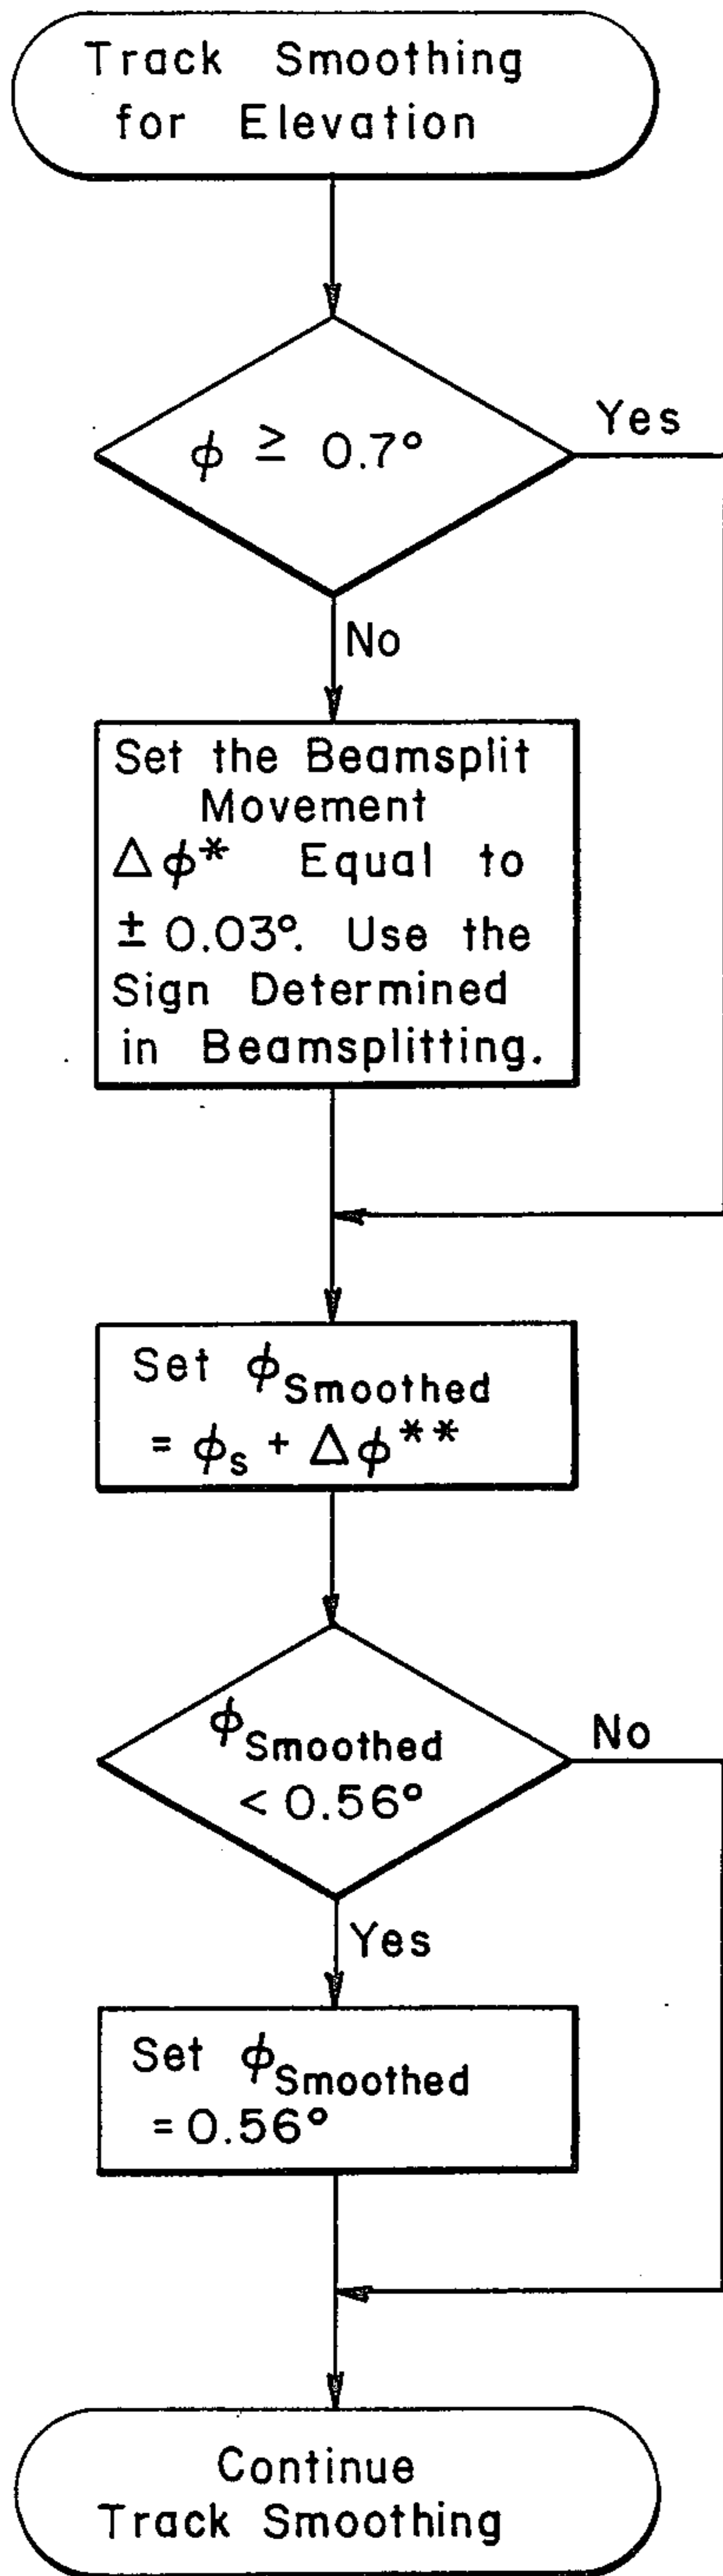 Track Smoothing
for Elevation
ϕ ≥ 0.7°
Yes
No
Set the Beamsplit
Movement
Δϕ* Equal to
± 0.03°. Use the
Sign Determined
in Beamsplitting.
Set ϕSmoothed
= ϕs + Δϕ**
ϕSmoothed
< 0.56°
No
Yes
Set ϕSmoothed
= 0.56°
Continue
Track Smoothing